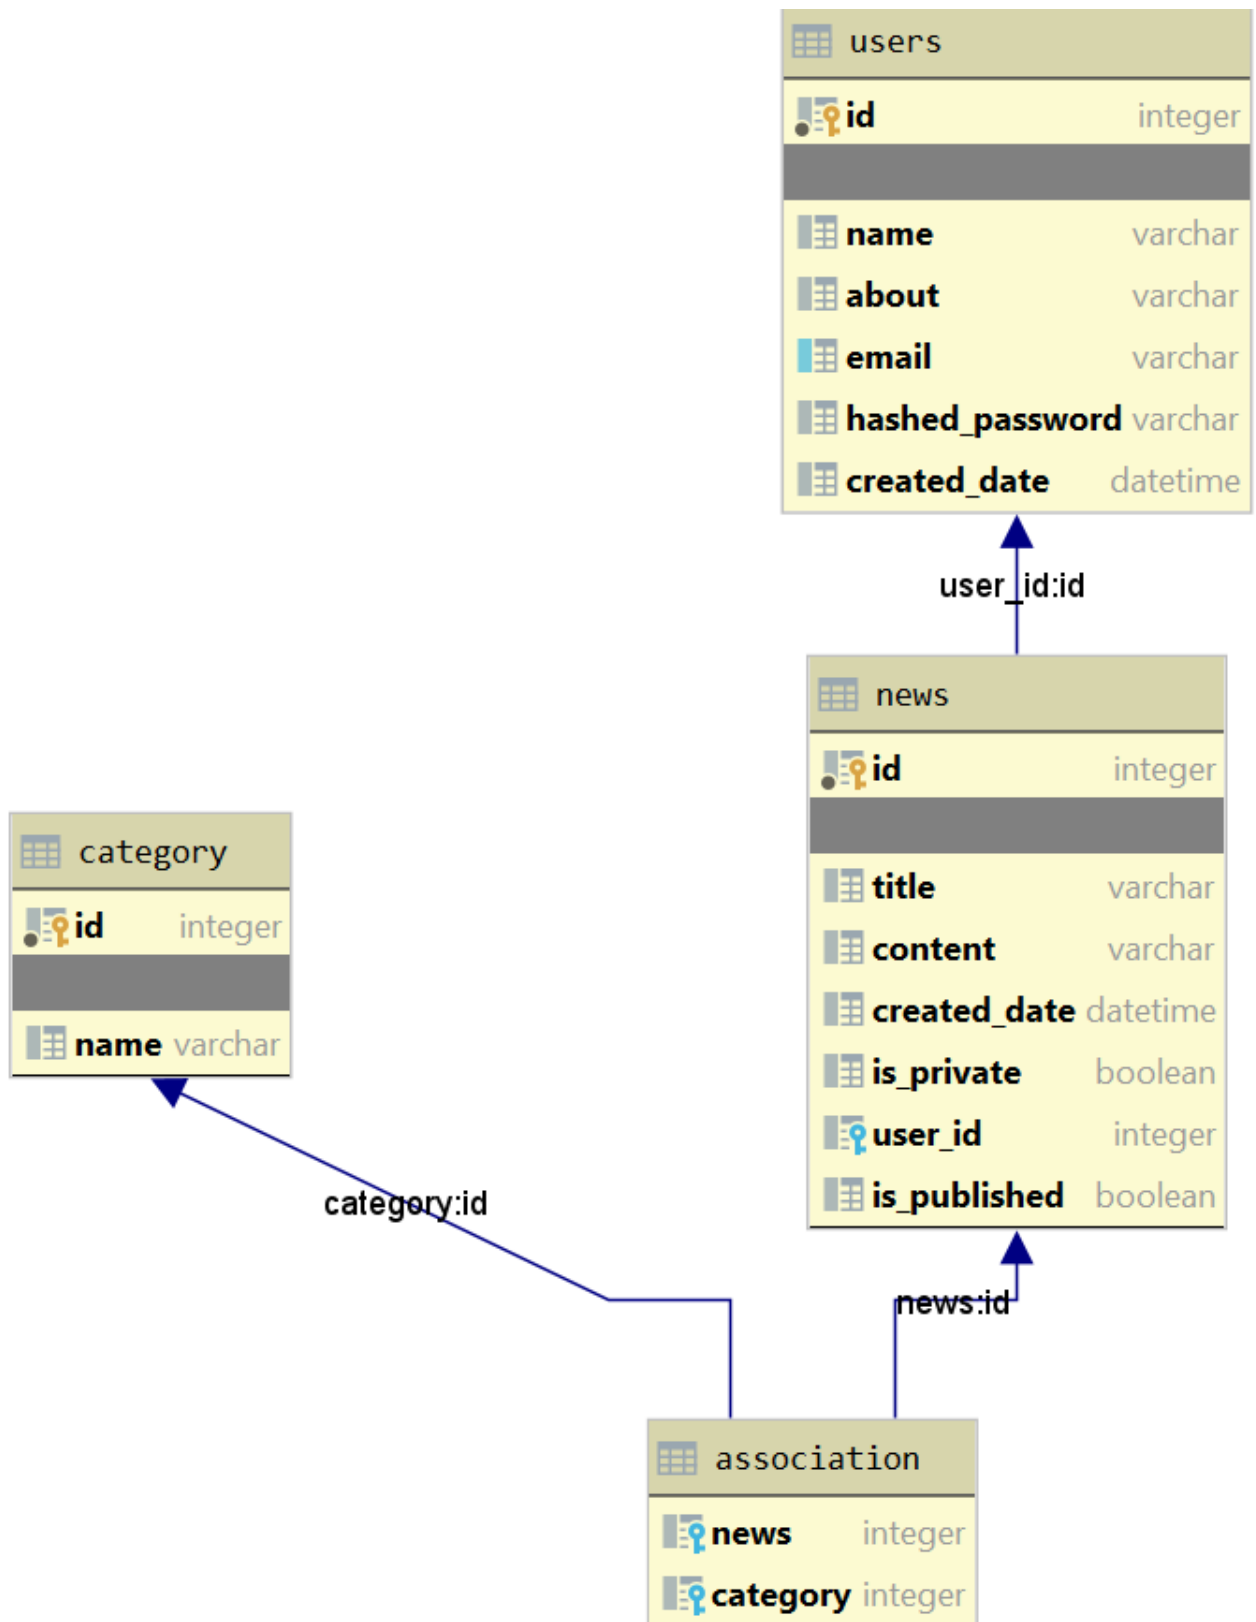 users
id integer
name varchar
about varchar
email varchar
hashed_password varchar
created_date datetime
user_id:id
news
id integer
title varchar
content varchar
created_date datetime
is_private boolean
user_id integer
is_published boolean
category
id integer
name varchar
category:id
news:id
association
news integer
category integer